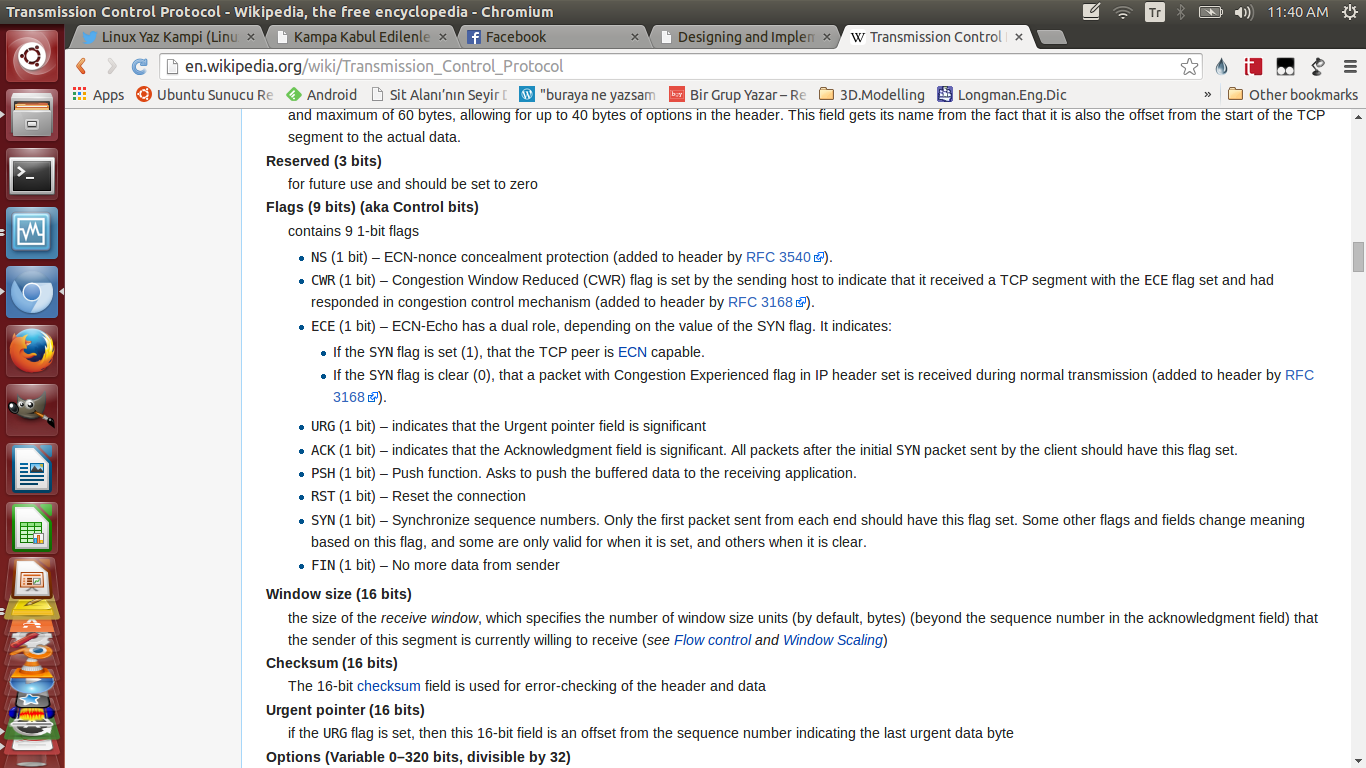 Transmission Control Protocol - Wikipedia, the free encyclopedia - Chromium
Tr
11:40 AM
Linux Yaz Kampi (Linu
Kampa Kabul Edilenle
Facebook
Designing and Implem
W Transmission Control
en.wikipedia.org/wiki/Transmission_Control_Protocol
Apps
Ubuntu Sunucu Re
Android
Sit Alanı'nın Seyir D
"buraya ne yazsam
Bir Grup Yazar – Re
3D.Modelling
Longman.Eng.Dic
»
Other bookmarks
and maximum of 60 bytes, allowing for up to 40 bytes of options in the header. This field gets its name from the fact that it is also the offset from the start of the TCP
segment to the actual data.
Reserved (3 bits)
for future use and should be set to zero
Flags (9 bits) (aka Control bits)
contains 9 1-bit flags
NS (1 bit) – ECN-nonce concealment protection (added to header by RFC 3540).
CWR (1 bit) – Congestion Window Reduced (CWR) flag is set by the sending host to indicate that it received a TCP segment with the ECE flag set and had
responded in congestion control mechanism (added to header by RFC 3168).
ECE (1 bit) – ECN-Echo has a dual role, depending on the value of the SYN flag. It indicates:
If the SYN flag is set (1), that the TCP peer is ECN capable.
If the SYN flag is clear (0), that a packet with Congestion Experienced flag in IP header set is received during normal transmission (added to header by RFC
3168).
URG (1 bit) – indicates that the Urgent pointer field is significant
ACK (1 bit) – indicates that the Acknowledgment field is significant. All packets after the initial SYN packet sent by the client should have this flag set.
PSH (1 bit) – Push function. Asks to push the buffered data to the receiving application.
RST (1 bit) – Reset the connection
SYN (1 bit) – Synchronize sequence numbers. Only the first packet sent from each end should have this flag set. Some other flags and fields change meaning
based on this flag, and some are only valid for when it is set, and others when it is clear.
FIN (1 bit) – No more data from sender
Window size (16 bits)
the size of the receive window, which specifies the number of window size units (by default, bytes) (beyond the sequence number in the acknowledgment field) that
the sender of this segment is currently willing to receive (see Flow control and Window Scaling)
Checksum (16 bits)
The 16-bit checksum field is used for error-checking of the header and data
Urgent pointer (16 bits)
if the URG flag is set, then this 16-bit field is an offset from the sequence number indicating the last urgent data byte
Options (Variable 0–320 bits, divisible by 32)